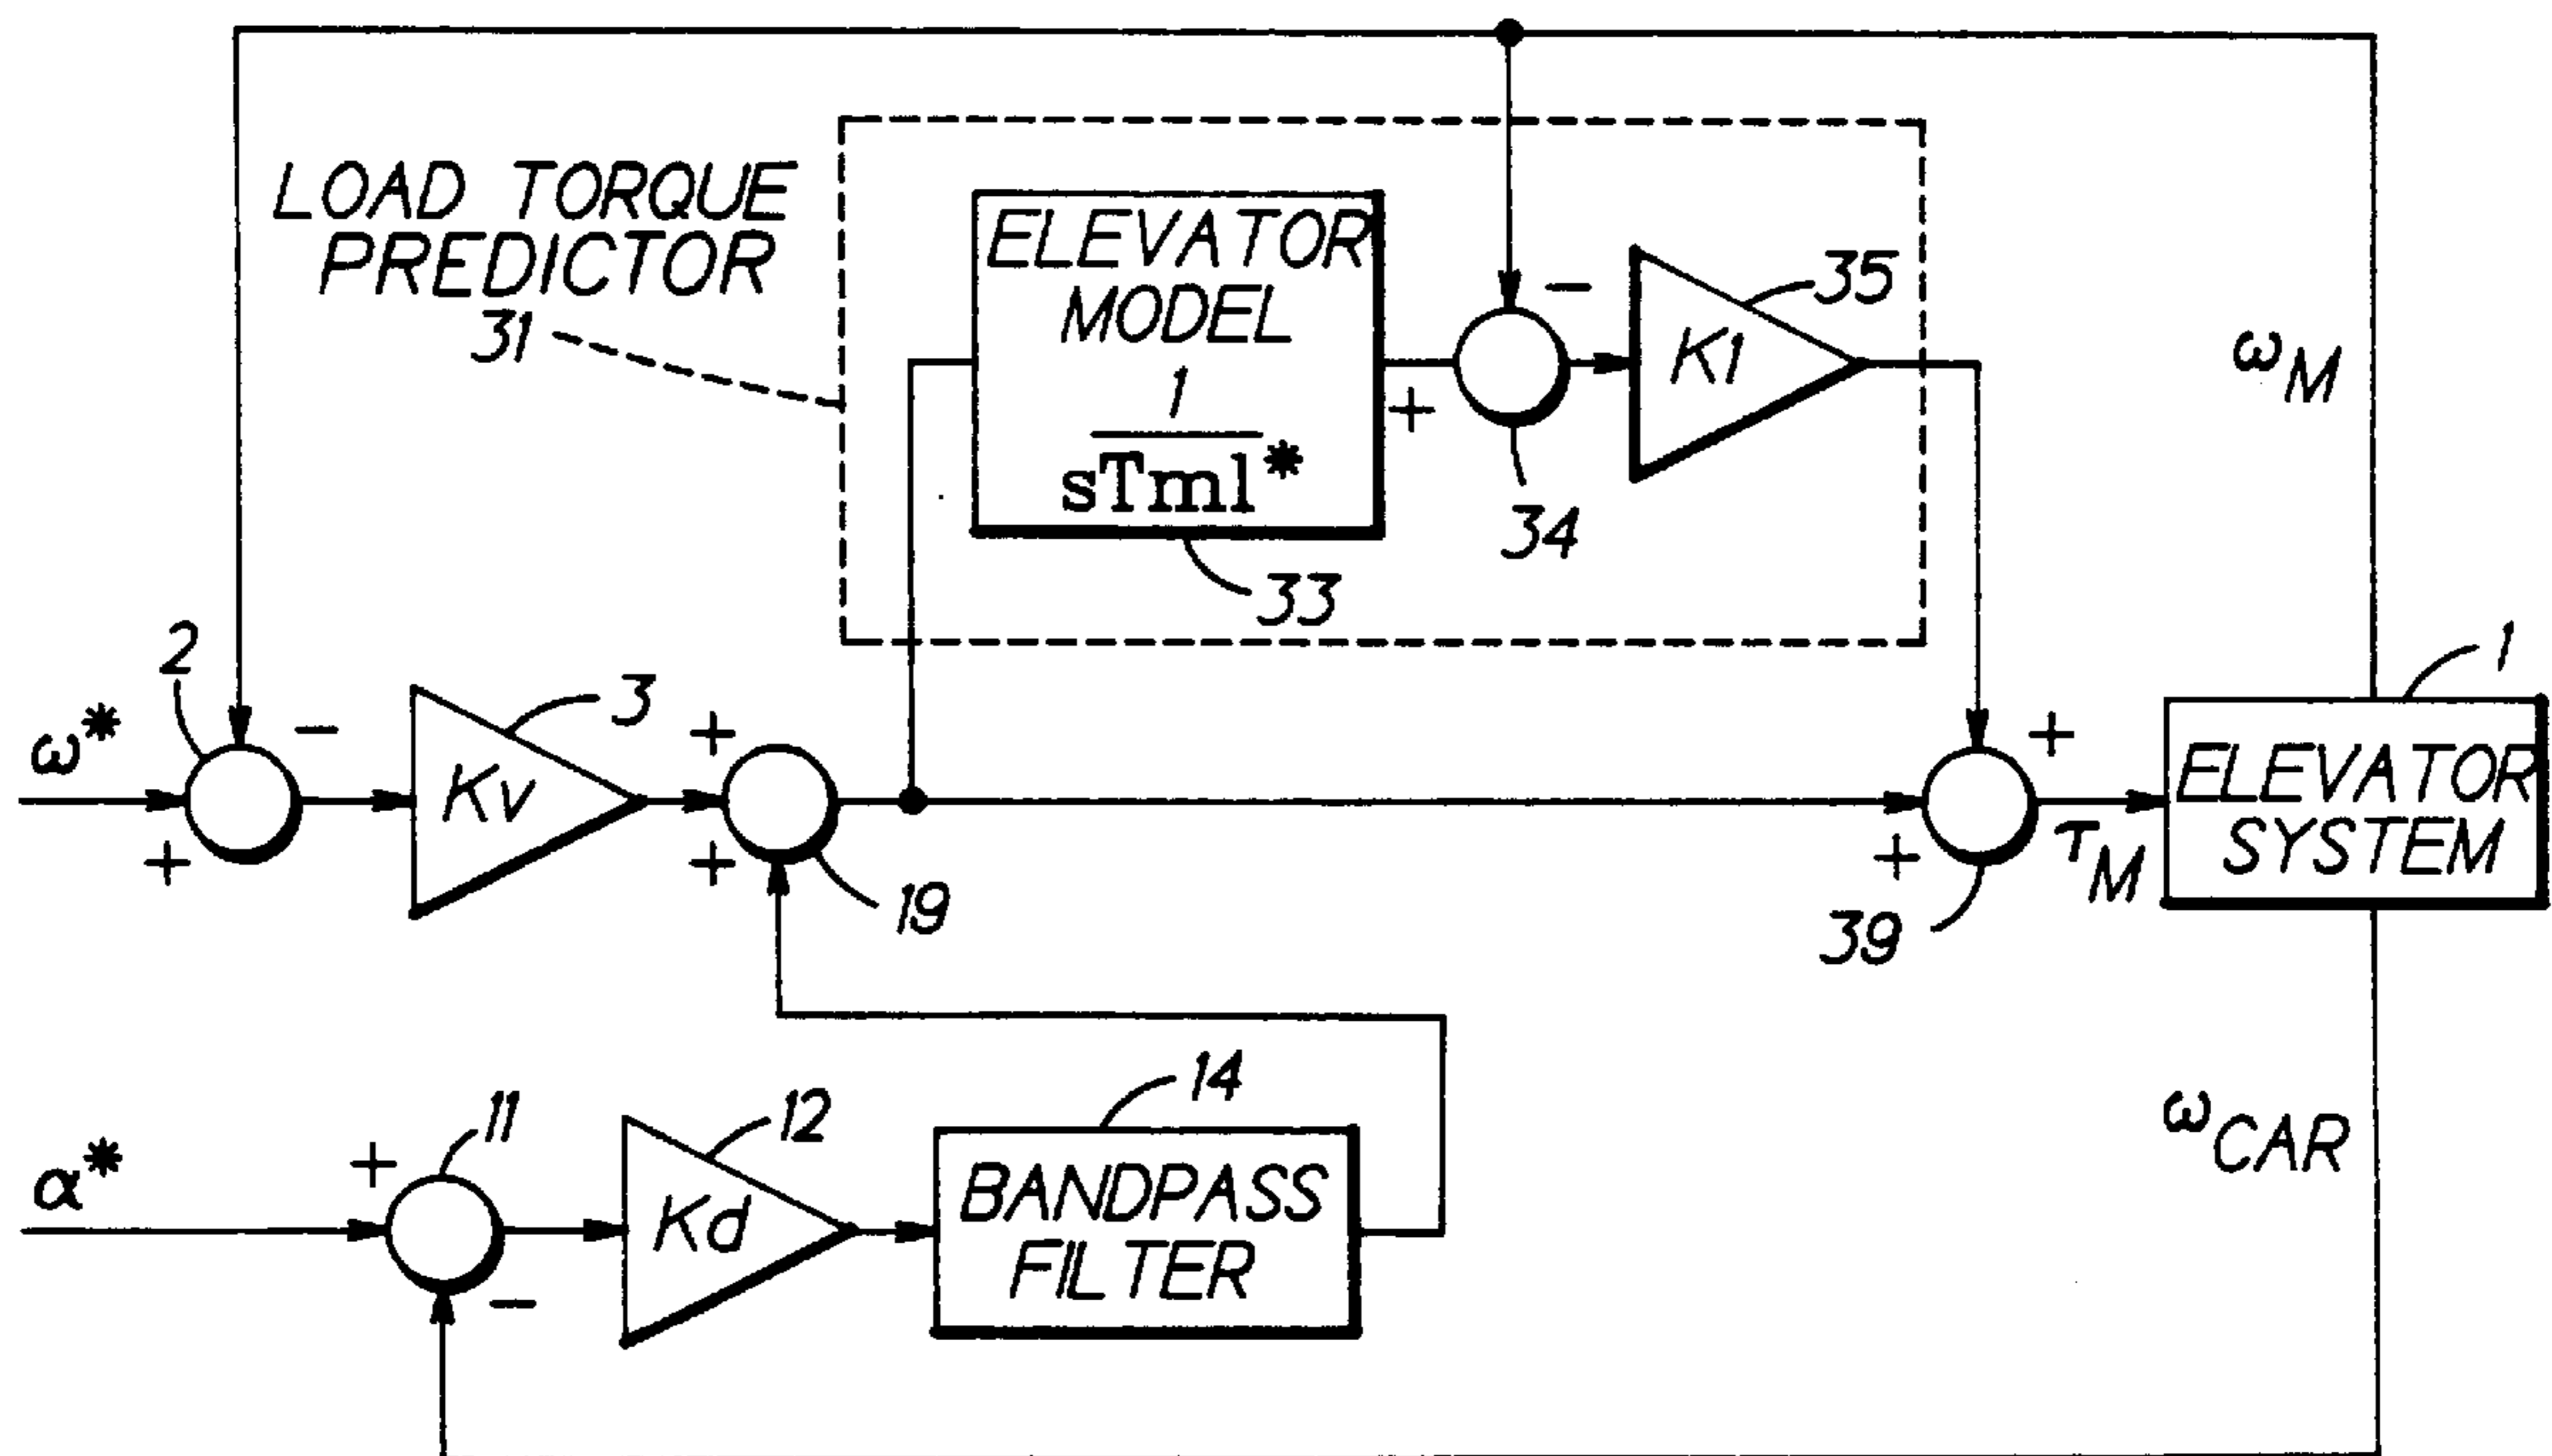 LOAD TORQUE
PREDICTOR
31
ELEVATOR
MODEL
1
sTml*
33
+
-
34
K1
35
ωM
2
ω*
-
+
Kv
3
+
+
19
+
+
39
τM
1
ELEVATOR
SYSTEM
ωCAR
α*
+
11
-
Kd
12
14
BANDPASS
FILTER